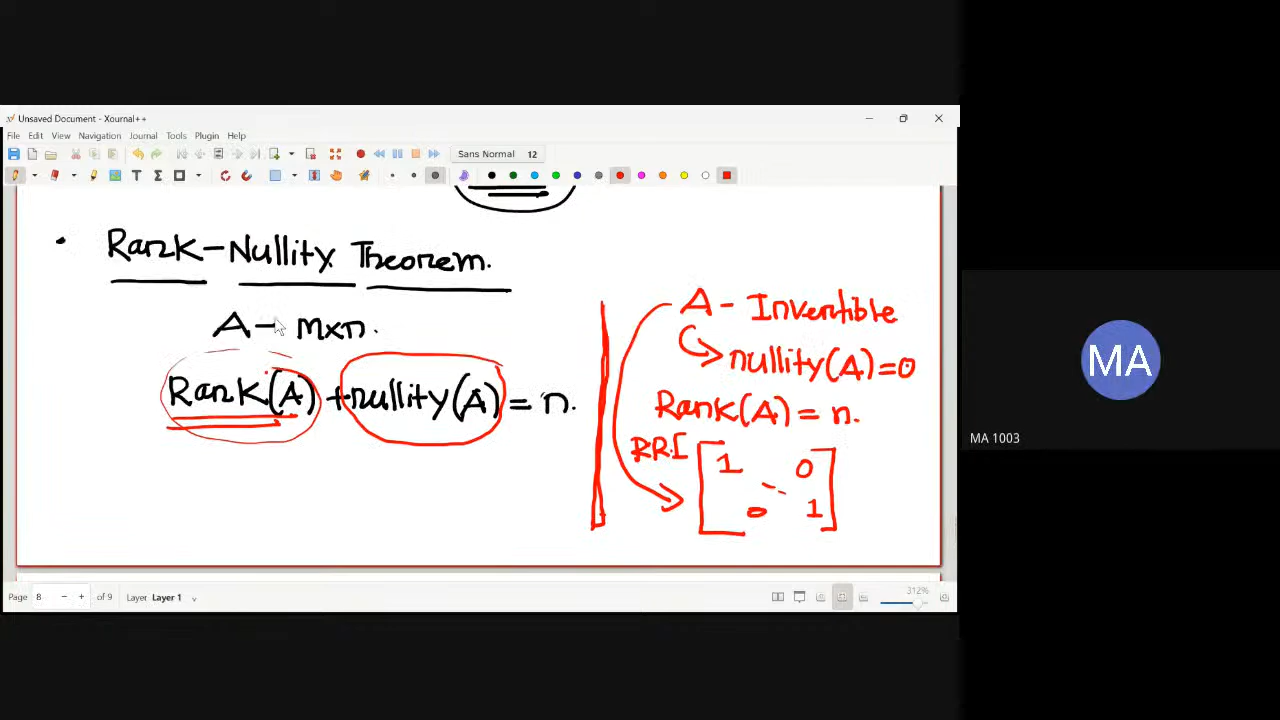 Unsaved Document - Xournal++
File Edit View Navigation Journal Tools Plugin Help
Sans Normal 12
• Rank-Nullity Theorem.
A - mxn.
Rank(A) + nullity(A) = n.
A - Invertible
nullity(A)=0
Rank(A) = n.
RRE
1 0
0 1
Page 8 of 9 Layer Layer 1 312%
MA
MA 1003